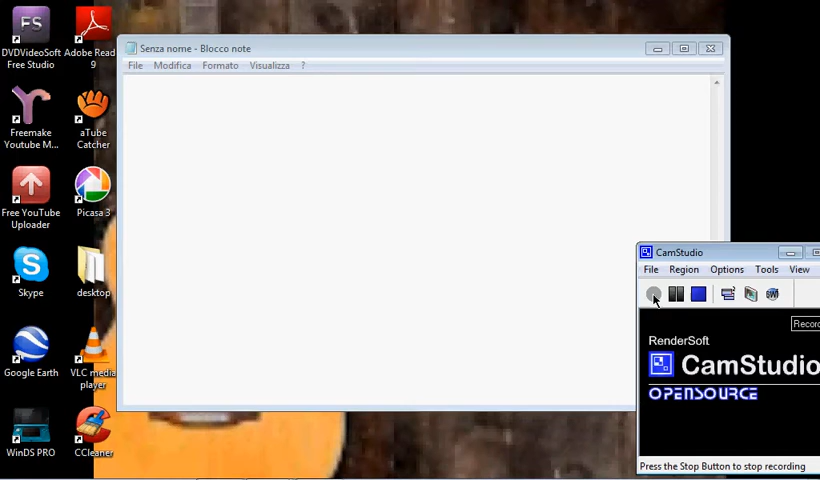 FS
DVDVideoSoft
Free Studio
Adobe Read
9
Freemake
Youtube M...
aTube
Catcher
Free YouTube
Uploader
Picasa 3
Skype
desktop
Google Earth
VLC media
player
WinDS PRO
CCleaner
Senza nome - Blocco note
File Modifica Formato Visualizza ?
CamStudio
File Region Options Tools View
Record
RenderSoft
CamStudio
OPENSOURCE
Press the Stop Button to stop recording